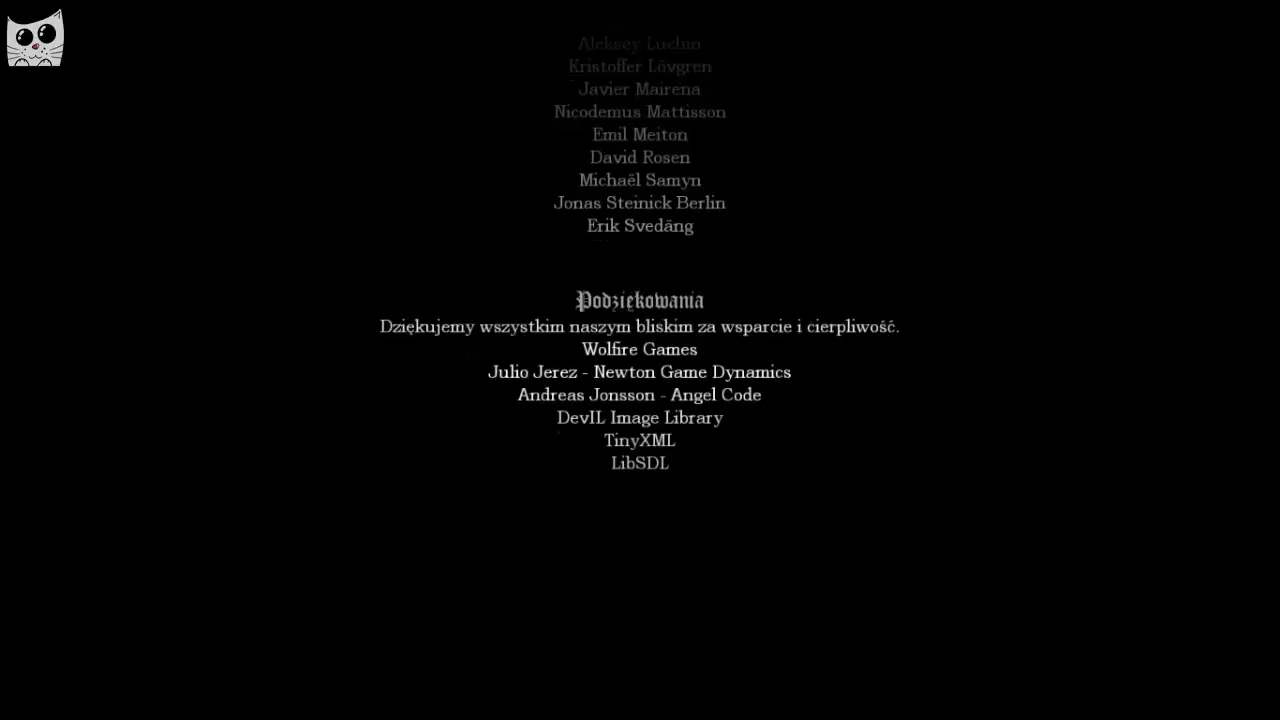 Aleksey Luchin
Kristoffer Lövgren
Javier Mairena
Nicodemus Mattisson
Emil Meiton
David Rosen
Michaël Samyn
Jonas Steinick Berlin
Erik Svedäng
Podziękowania
Dziękujemy wszystkim naszym bliskim za wsparcie i cierpliwość.
Wolfire Games
Julio Jerez - Newton Game Dynamics
Andreas Jonsson - Angel Code
DevIL Image Library
TinyXML
LibSDL